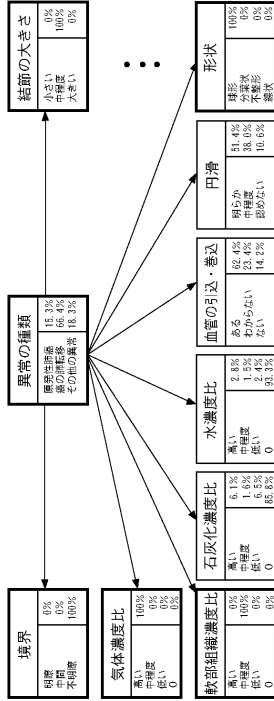 境界
明瞭 0%
中間 0%
不明瞭 100%
異常の種類
原発性肺癌 15.3%
癌の肺転移 66.4%
その他の異常 18.3%
結節の大きさ
小さい 0%
中程度 100%
大きい 0%
• • •
気体濃度比
高い 100%
中程度 0%
低い 0%
0 0%
軟部組織濃度比
高い 0%
中程度 100%
低い 0%
0 0%
石灰化濃度比
高い 6.1%
中程度 1.6%
低い 6.5%
0 85.8%
水濃度比
高い 2.8%
中程度 1.5%
低い 2.4%
0 93.3%
血管の引込・巻込
ある 62.4%
わからない 23.4%
ない 14.2%
円滑
明らか 51.4%
中程度 38.0%
認めない 10.6%
形状
球形 100%
分葉状 0%
不整形 0%
線状 0%